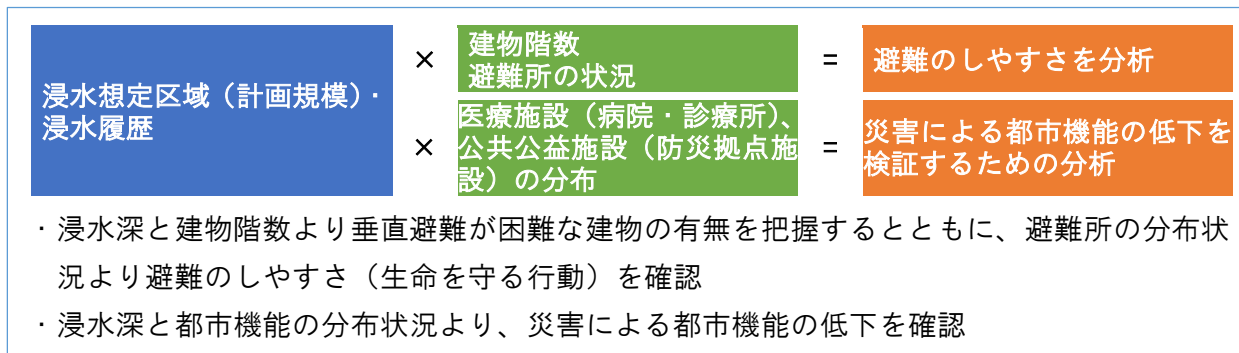 浸水想定区域（計画規模）・
浸水履歴
×
建物階数
避難所の状況
=
避難のしやすさを分析
×
医療施設（病院・診療所）、
公共公益施設（防災拠点施
設）の分布
=
災害による都市機能の低下を
検証するための分析
・浸水深と建物階数より垂直避難が困難な建物の有無を把握するとともに、避難所の分布状
況より避難のしやすさ（生命を守る行動）を確認
・浸水深と都市機能の分布状況より、災害による都市機能の低下を確認